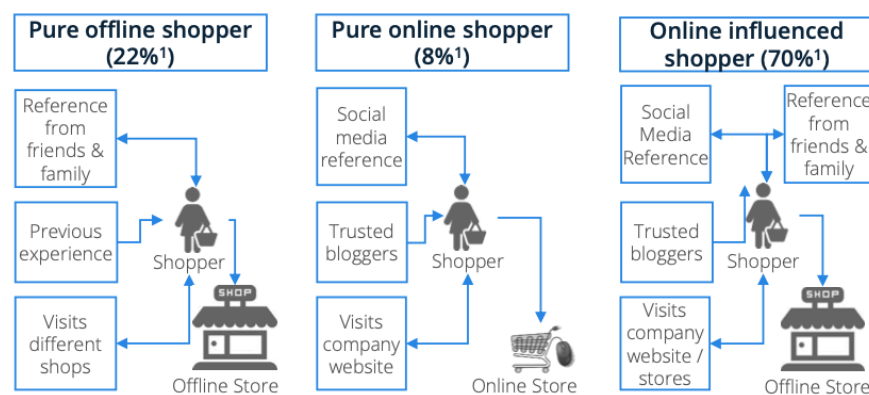 Pure offline shopper
(22%¹)
Reference
from
friends &
family
Previous
experience
Visits
different
shops
Shopper
SHOP
Offline Store
Pure online shopper
(8%¹)
Social
media
reference
Trusted
bloggers
Visits
company
website
Shopper
Online Store
Online influenced
shopper (70%¹)
Social
Media
Reference
Reference
from
friends &
family
Trusted
bloggers
Visits
company
website /
stores
Shopper
SHOP
Offline Store